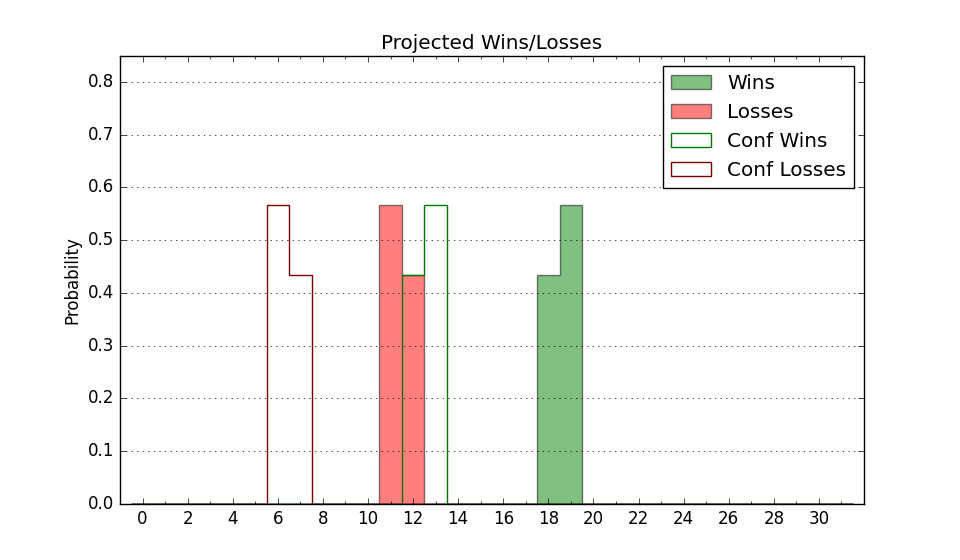 Projected Wins/Losses
0.8
0.7
0.6
0.5
0.4
0.3
0.2
0.1
0.0
Probability
Wins
Losses
Conf Wins
Conf Losses
0 2 4 6 8 10 12 14 16 18 20 22 24 26 28 30